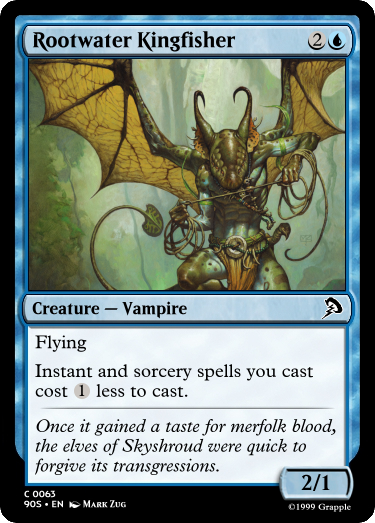 Rootwater Kingfisher 2
Creature — Vampire
Flying
Instant and sorcery spells you cast
cost 1 less to cast.
Once it gained a taste for merfolk blood,
the elves of Skyshroud were quick to
forgive its transgressions.
2/1
C 0063
90S • EN Mark Zug
©1999 Grapple